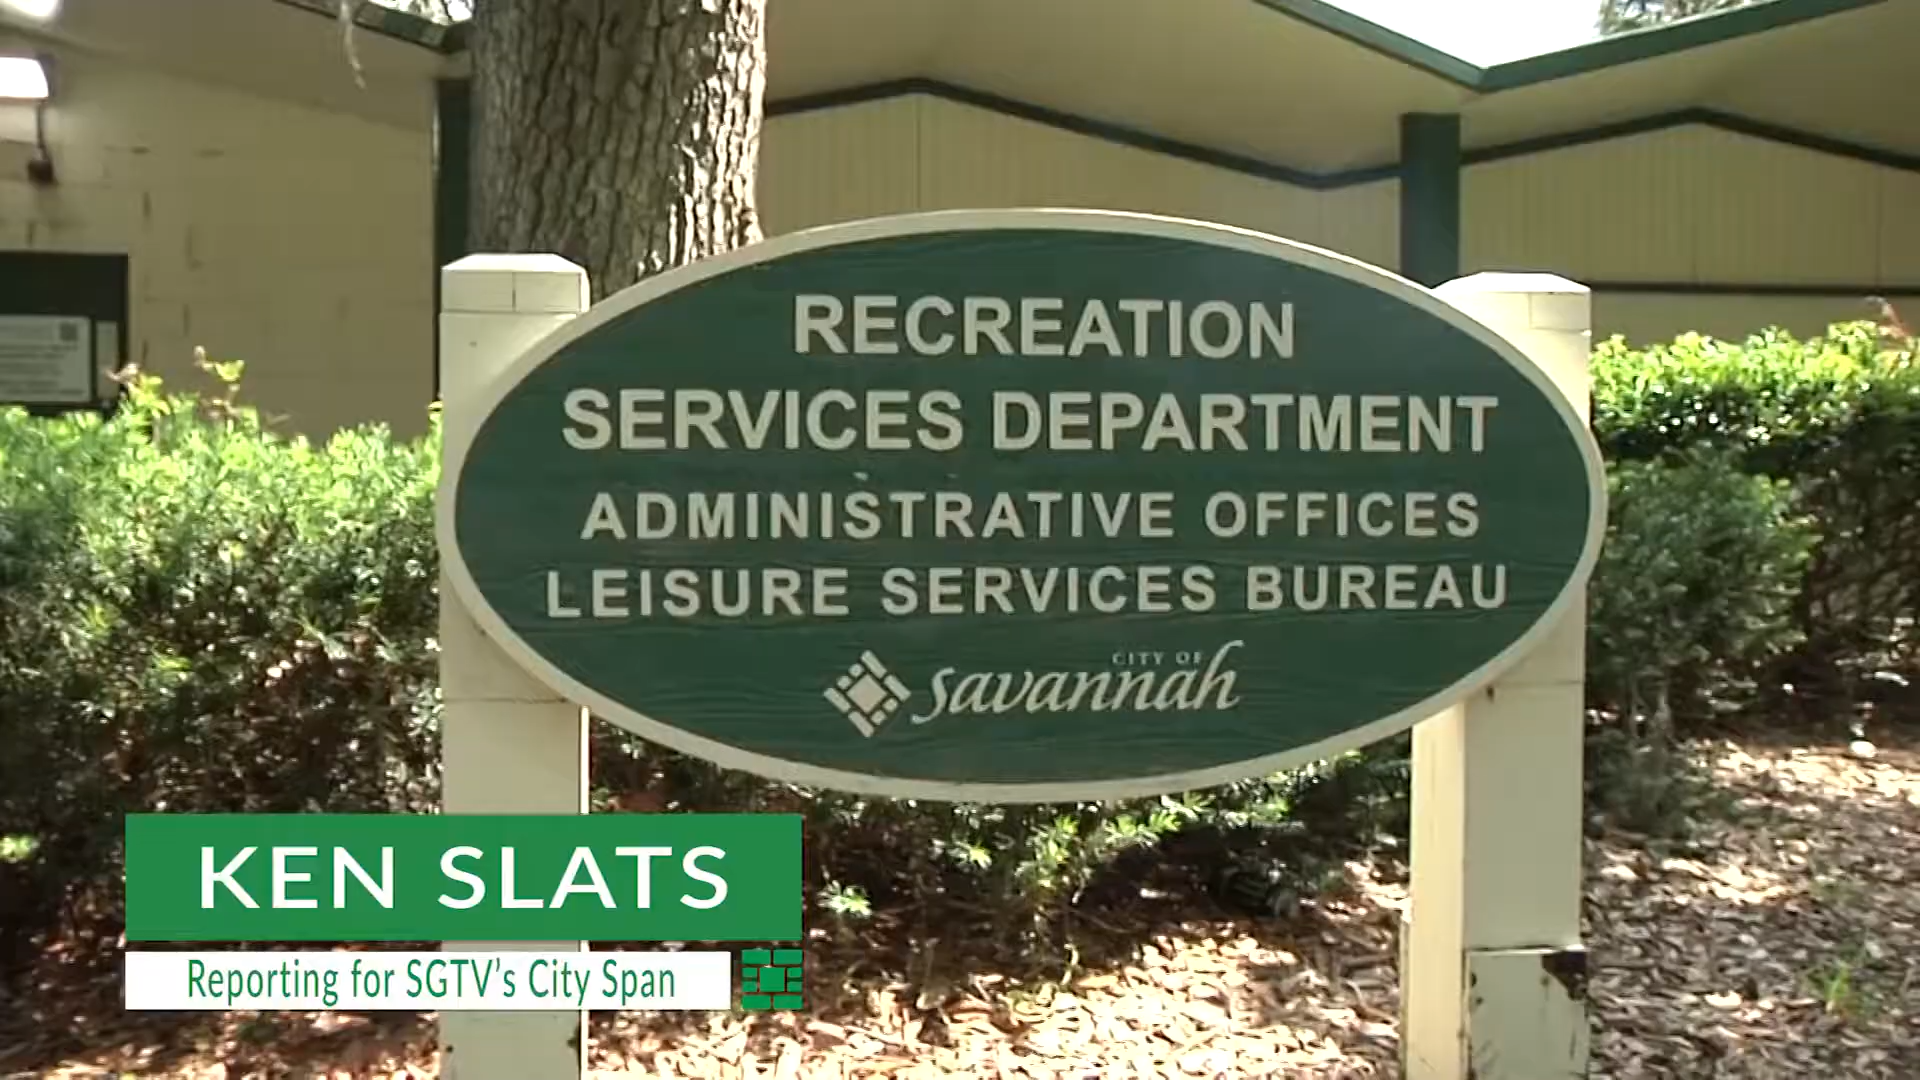 RECREATION
SERVICES DEPARTMENT
ADMINISTRATIVE OFFICES
LEISURE SERVICES BUREAU
CITY OF
savannah
KEN SLATS
Reporting for SGTV's City Span